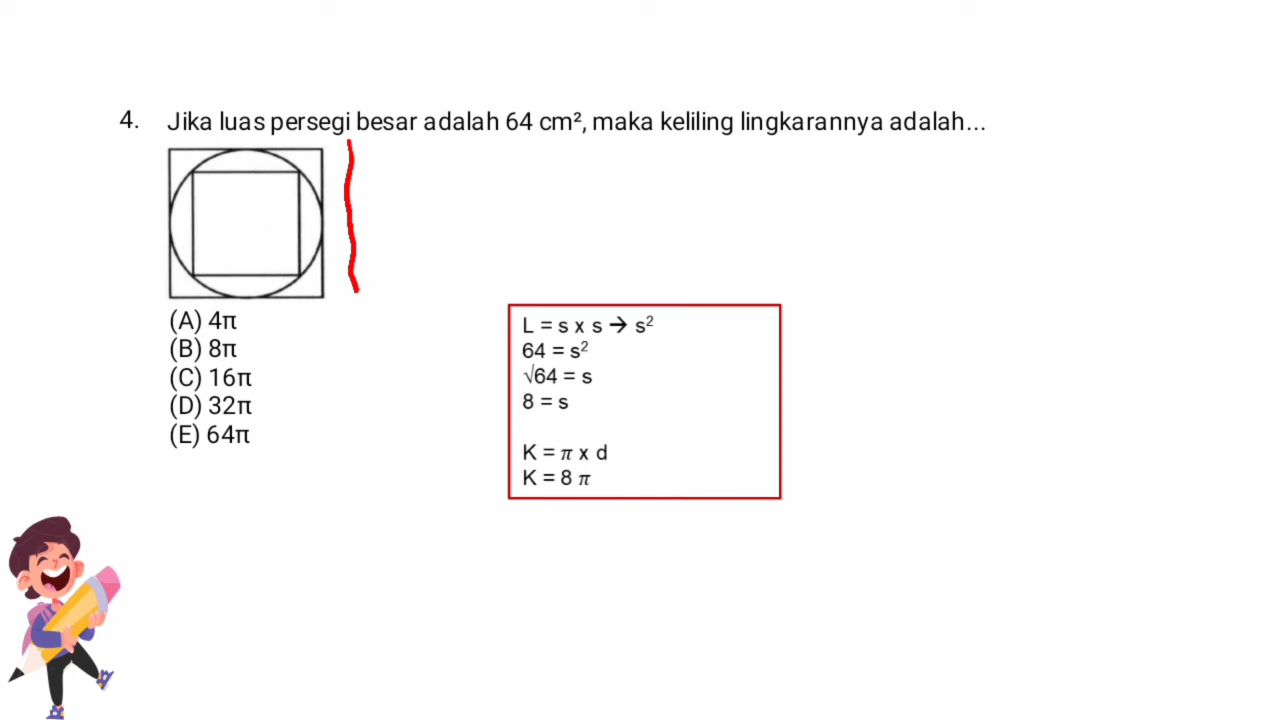 4. Jika luas persegi besar adalah 64 cm², maka keliling lingkarannya adalah...
(A) 4π
(B) 8π
(C) 16π
(D) 32π
(E) 64π
L = s x s → s²
64 = s²
√64 = s
8 = s
K = π x d
K = 8 π